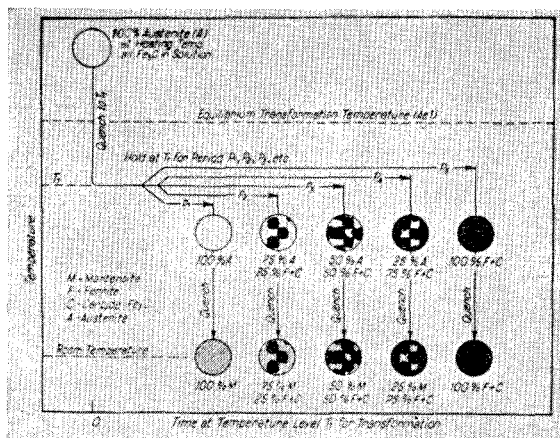 100% Austenite (A)
at Heating Temp.
all Fe₃C in Solution
Quench to T₁
Equilibrium Transformation Temperature (Ae1)
Hold at T₁ for Period P₁, P₂, P₃, etc.
P₅
P₄
P₃
P₂
P₁
T₁
Temperature
100%A
75% A
25% F+C
50% A
50% F+C
25% A
75% F+C
100% F+C
M - Martensite
F - Ferrite
A - Austenite
Quench
Quench
Quench
Quench
Quench
Room Temperature
100% M
75% M
25% F+C
50% M
50% F+C
25% M
75% F+C
100% F+C
0
Time at Temperature Level T₁ for Transformation